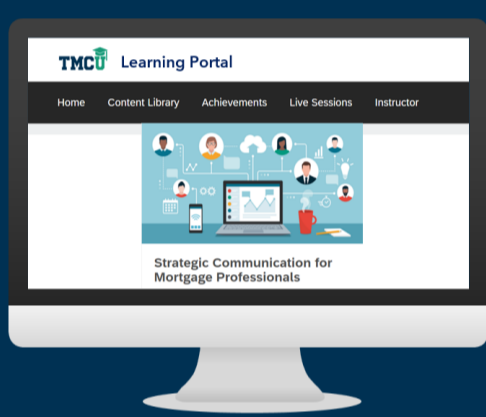 TMCU Learning Portal
Home Content Library Achievements Live Sessions Instructor
Strategic Communication for
Mortgage Professionals